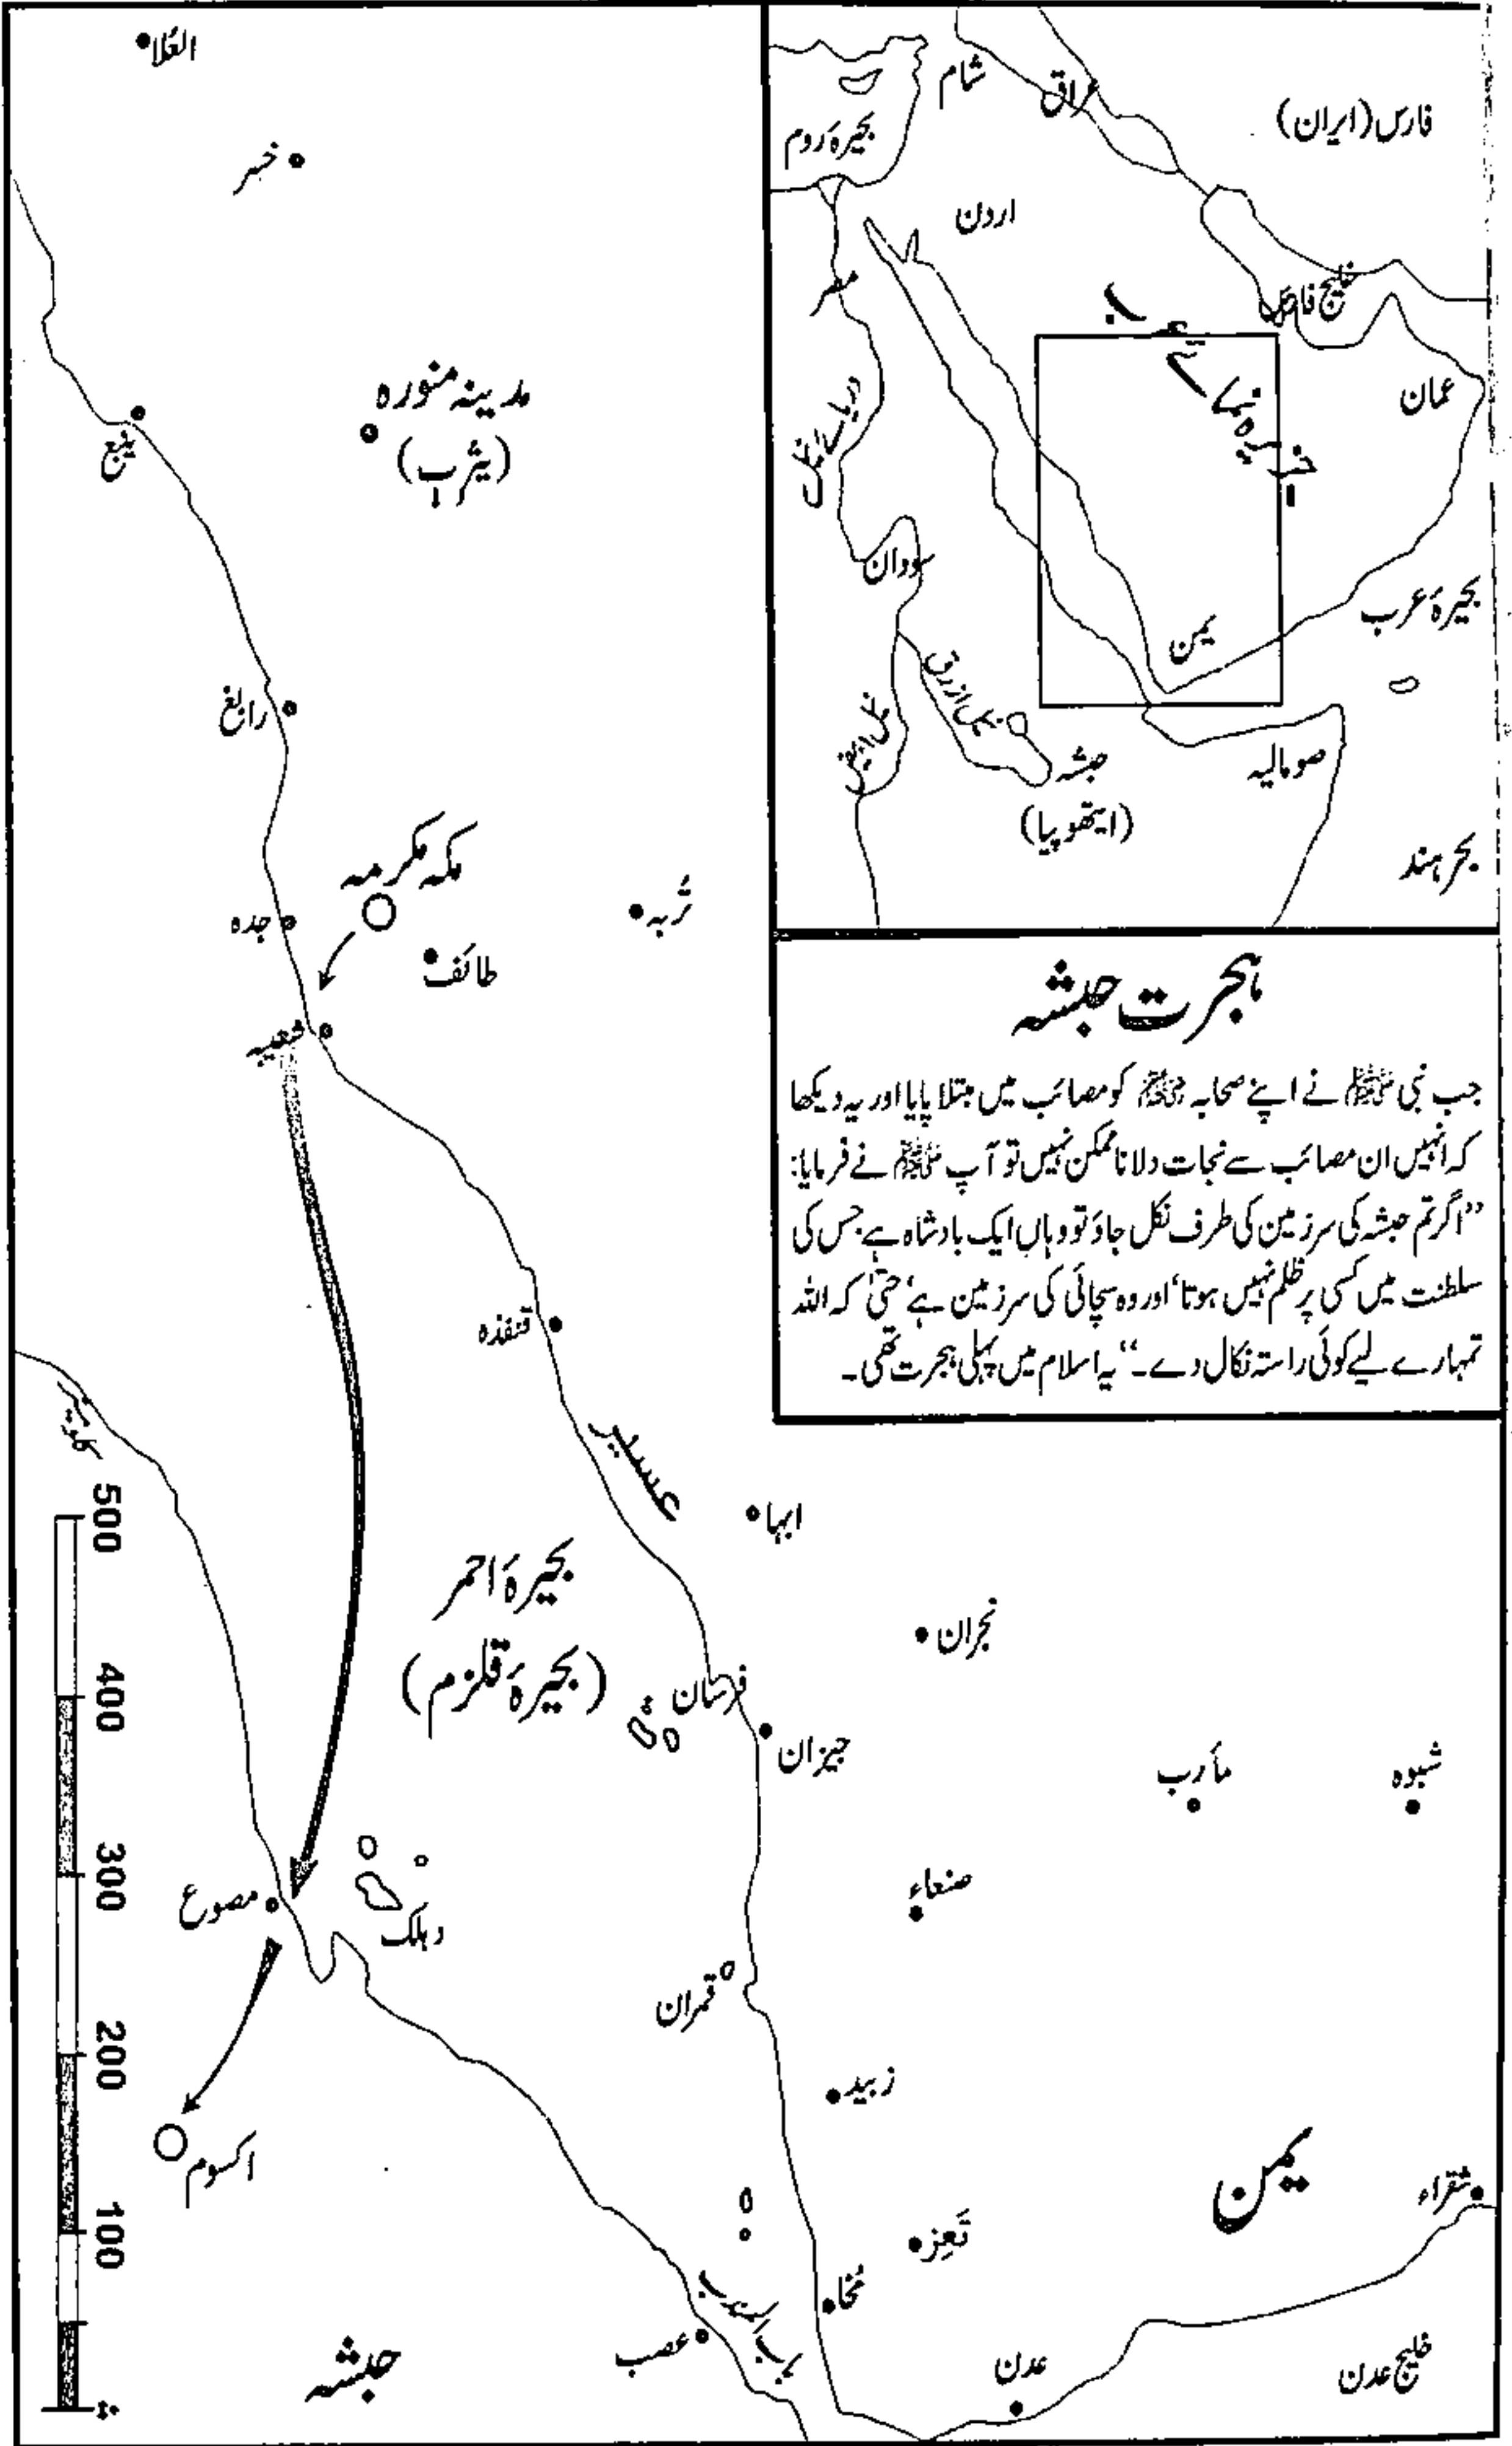 فارس (ایران)
عراق
شام
بحیرۂ روم
اردن
مصر
خلیج فارس
جزیرہ نمائے عرب
عمان
سودان
بحیرۂ عرب
یمن
نیل ازرق
نیل ابیض
حبشہ
(ایتھوپیا)
صومالیہ
بحر ہند
ہجرت حبشہ
جب نبی ﷺ نے اپنے صحابہ رضی اللہ عنہم کو مصائب میں مبتلا پایا اور یہ دیکھا
کہ انہیں ان مصائب سے نجات دلانا ممکن نہیں تو آپ ﷺ نے فرمایا:
”اگر تم حبشہ کی سرزمین کی طرف نکل جاؤ تو وہاں ایک بادشاہ ہے جس کی
سلطنت میں کسی پر ظلم نہیں ہوتا‘ اور وہ سچائی کی سرزمین ہے‘ حتیٰ کہ اللہ
تمہارے لیے کوئی راستہ نکال دے۔“ یہ اسلام میں پہلی ہجرت تھی۔
العُلا
خیبر
مدینہ منورہ
(یثرب)
ینبع
رابغ
مکہ مکرمہ
جدہ
طائف
تُربہ
شعیبہ
قنفذہ
عسیر
ابہا
بحیرۂ احمر
(بحیرۂ قلزم)
نجران
فرسان
جیزان
مأرب
شبوہ
صنعاء
مصوع
دہلک
قمران
زبید
اکسوم
یمن
شقراء
تَعِز
مُخا
باب المندب
عصب
حبشہ
عدن
خلیج عدن
500
400
300
200
100